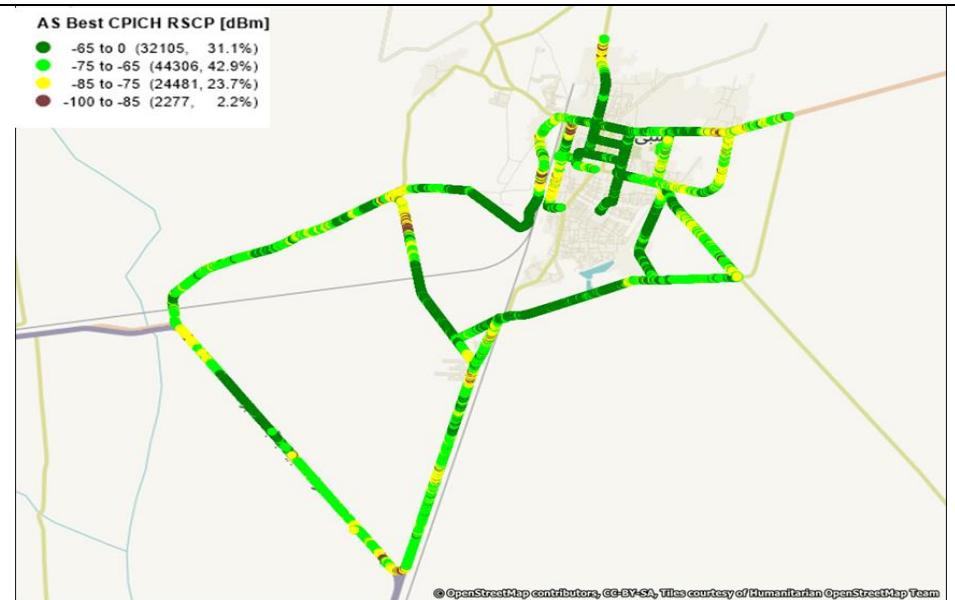 AS Best CPICH RSCP [dBm]
-65 to 0 (32105, 31.1%)
-75 to -65 (44306, 42.9%)
-85 to -75 (24481, 23.7%)
-100 to -85 (2277, 2.2%)
© OpenStreetMap contributors, CC-BY-SA, Tiles courtesy of Humanitarian OpenStreetMap Team